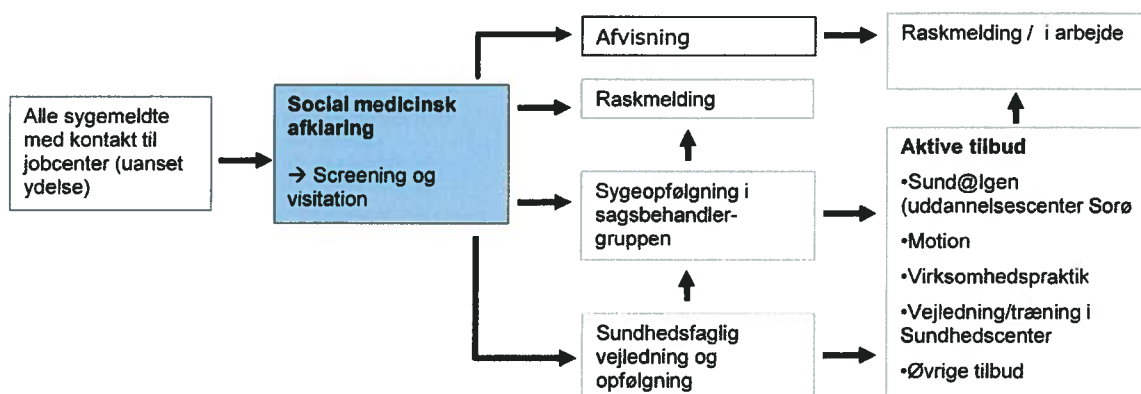 Alle sygemeldte
med kontakt til
jobcenter (uanset
ydelse)
Social medicinsk
afklaring
→ Screening og
visitation
Afvisning
Raskmelding
Sygeopfølgning i
sagsbehandler-
gruppen
Sundhedsfaglig
vejledning og
opfølgning
Raskmelding / i arbejde
Aktive tilbud
•Sund@Igen
(uddannelsescenter Sorø
•Motion
•Virksomhedspraktik
•Vejledning/træning i
Sundhedscenter
•Øvrige tilbud